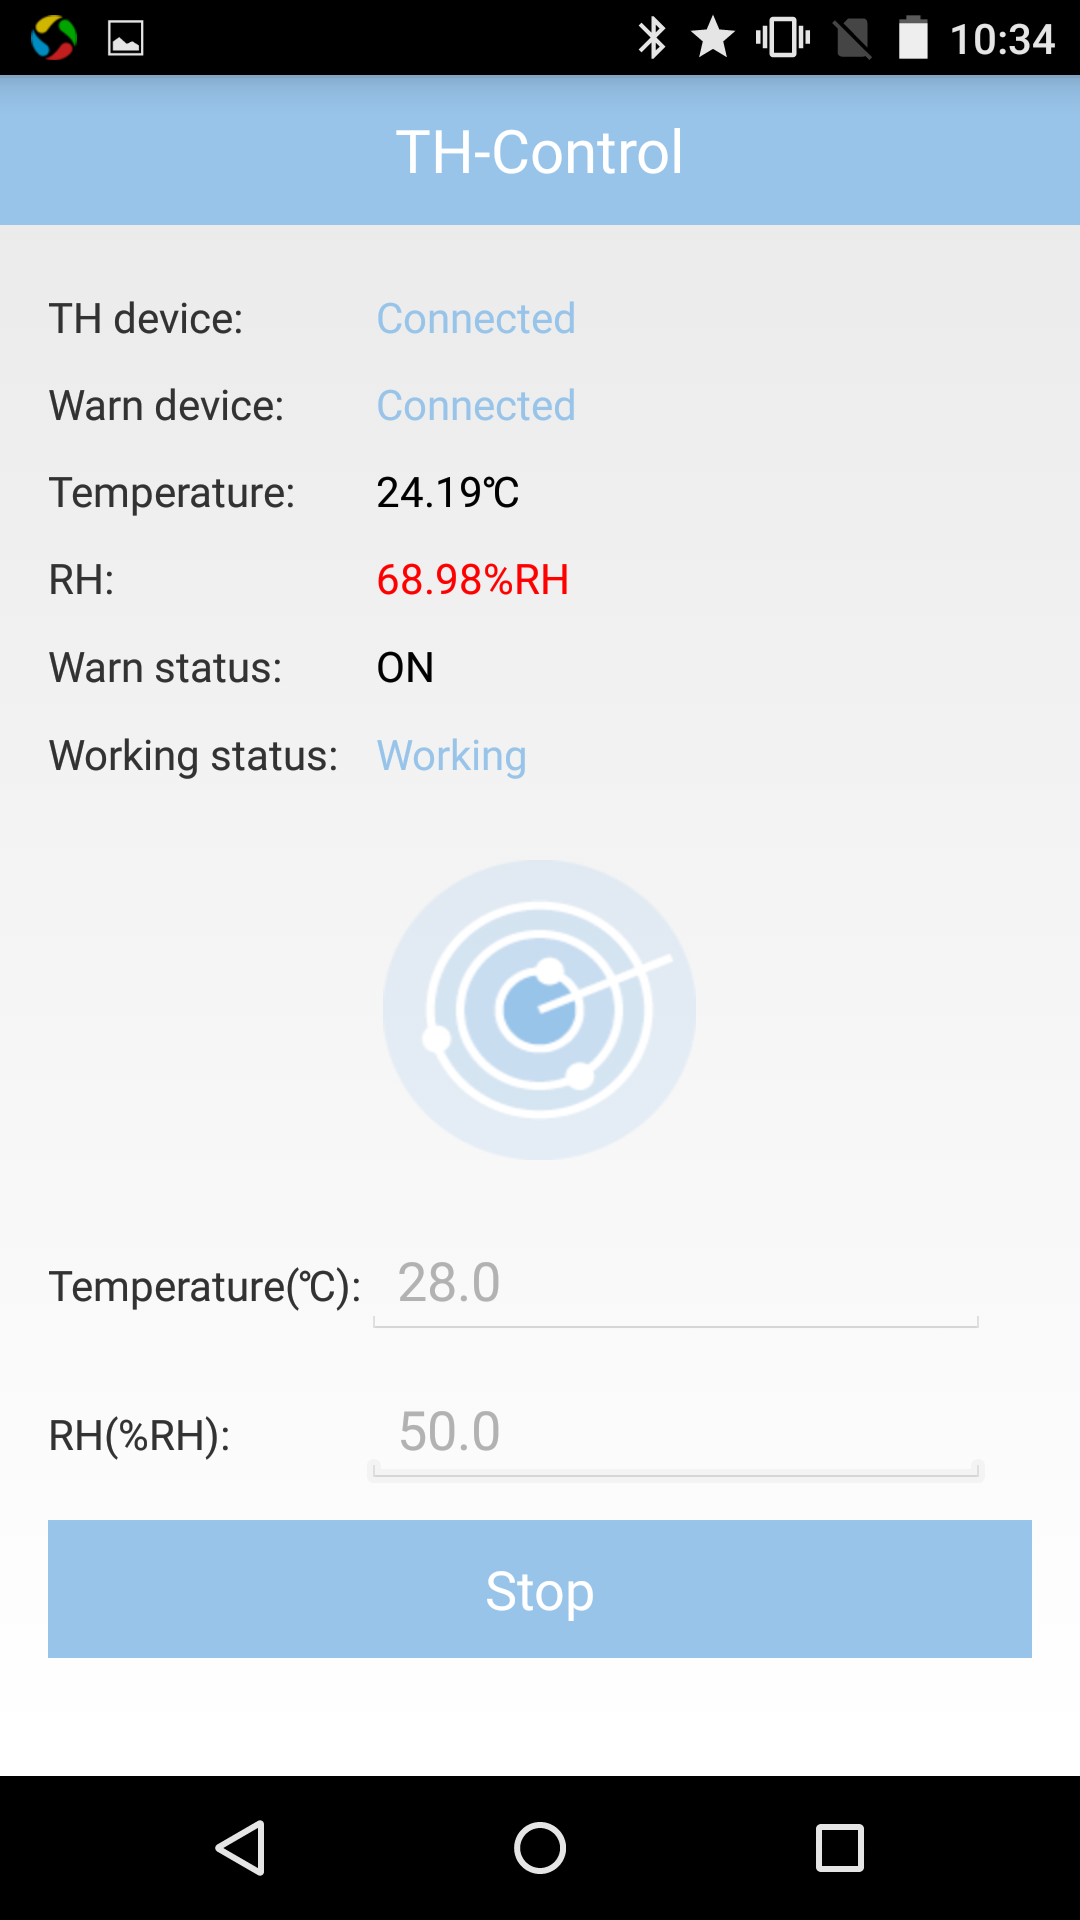 10:34
TH-Control
TH device: Connected
Warn device: Connected
Temperature: 24.19℃
RH: 68.98%RH
Warn status: ON
Working status: Working
Temperature(℃): 28.0
RH(%RH): 50.0
Stop